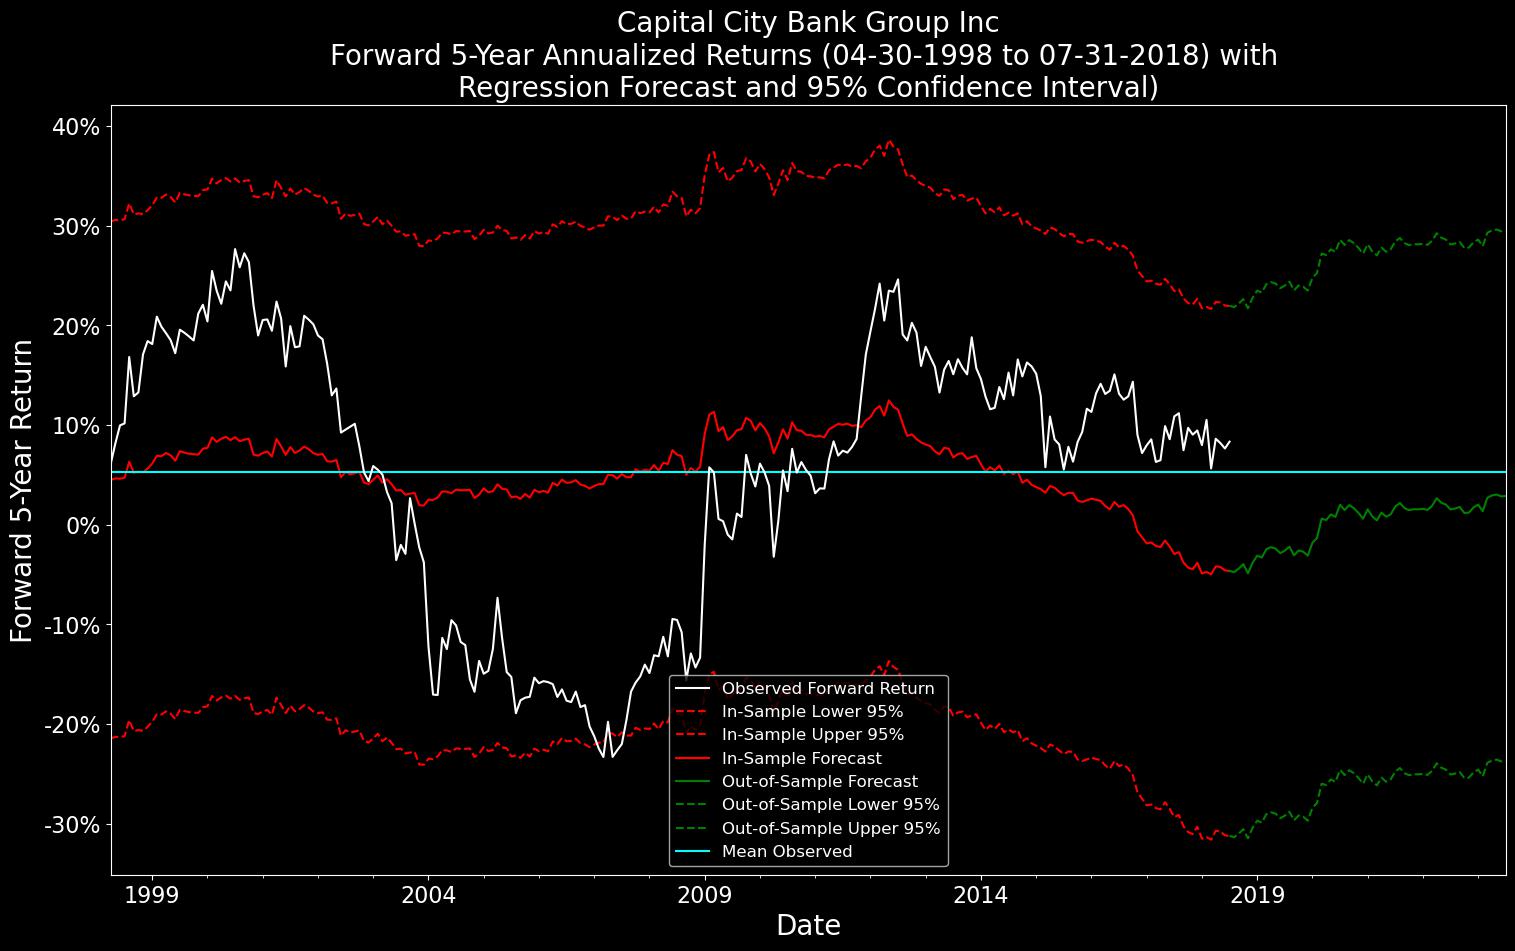 Capital City Bank Group Inc
Forward 5-Year Annualized Returns (04-30-1998 to 07-31-2018) with
Regression Forecast and 95% Confidence Interval)
Forward 5-Year Return
40%
30%
20%
10%
0%
-10%
-20%
-30%
Observed Forward Return
In-Sample Lower 95%
In-Sample Upper 95%
In-Sample Forecast
Out-of-Sample Forecast
Out-of-Sample Lower 95%
Out-of-Sample Upper 95%
Mean Observed
1999 2004 2009 2014 2019
Date